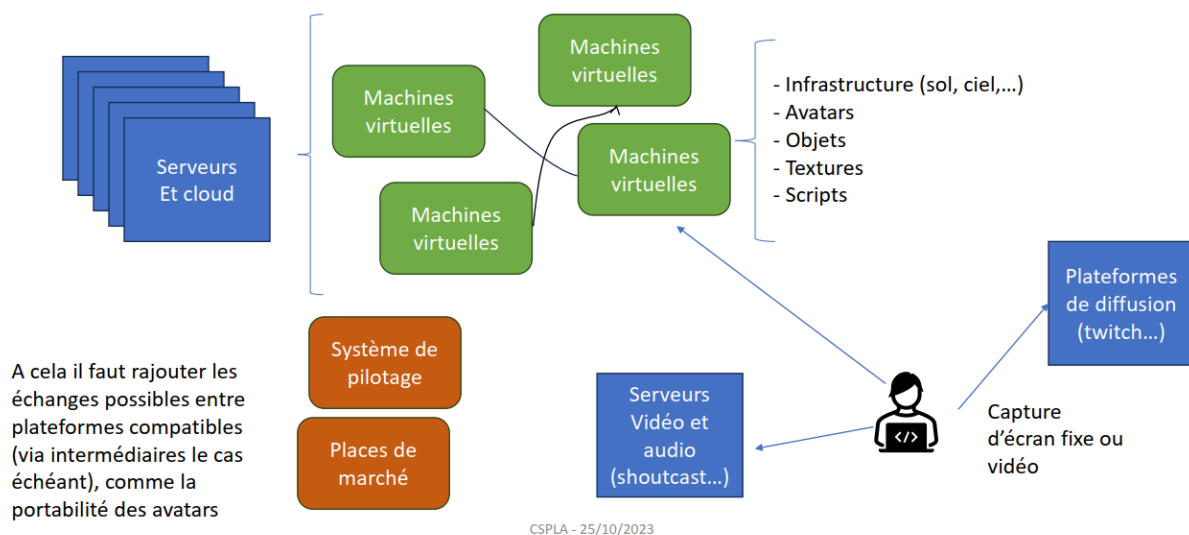 Serveurs
Et cloud
Machines
virtuelles
Machines
virtuelles
Machines
virtuelles
Machines
virtuelles
- Infrastructure (sol, ciel,…)
- Avatars
- Objets
- Textures
- Scripts
Plateformes
de diffusion
(twitch…)
Système de
pilotage
Places de
marché
A cela il faut rajouter les
échanges possibles entre
plateformes compatibles
(via intermédiaires le cas
échéant), comme la
portabilité des avatars
Serveurs
Vidéo et
audio
(shoutcast…)
</>
Capture
d’écran fixe ou
vidéo
CSPLA - 25/10/2023